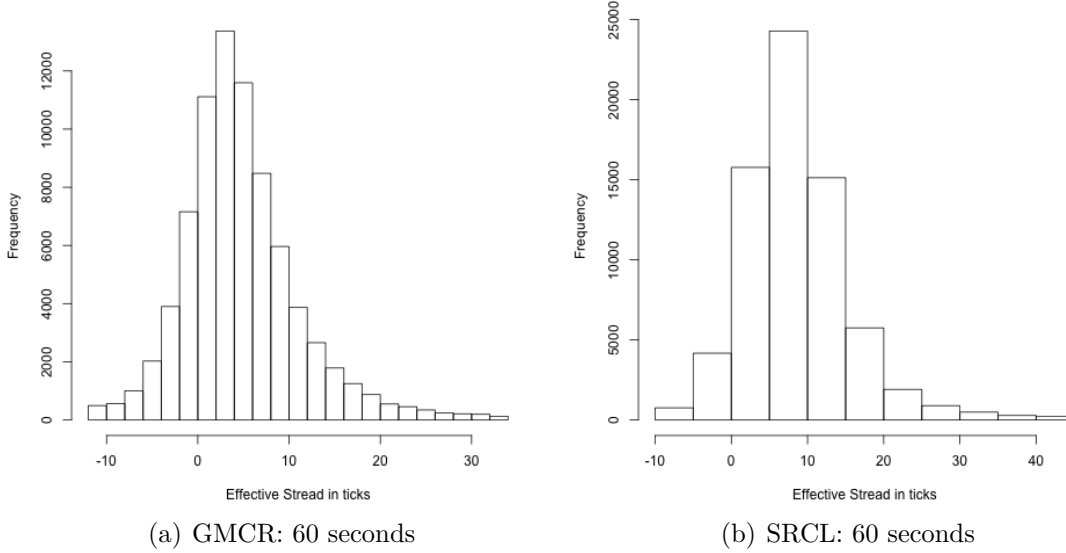 Frequency
0 2000 4000 6000 8000 10000 12000
-10 0 10 20 30
Effective Stread in ticks
(a) GMCR: 60 seconds
Frequency
0 5000 10000 15000 20000 25000
-10 0 10 20 30 40
Effective Stread in ticks
(b) SRCL: 60 seconds